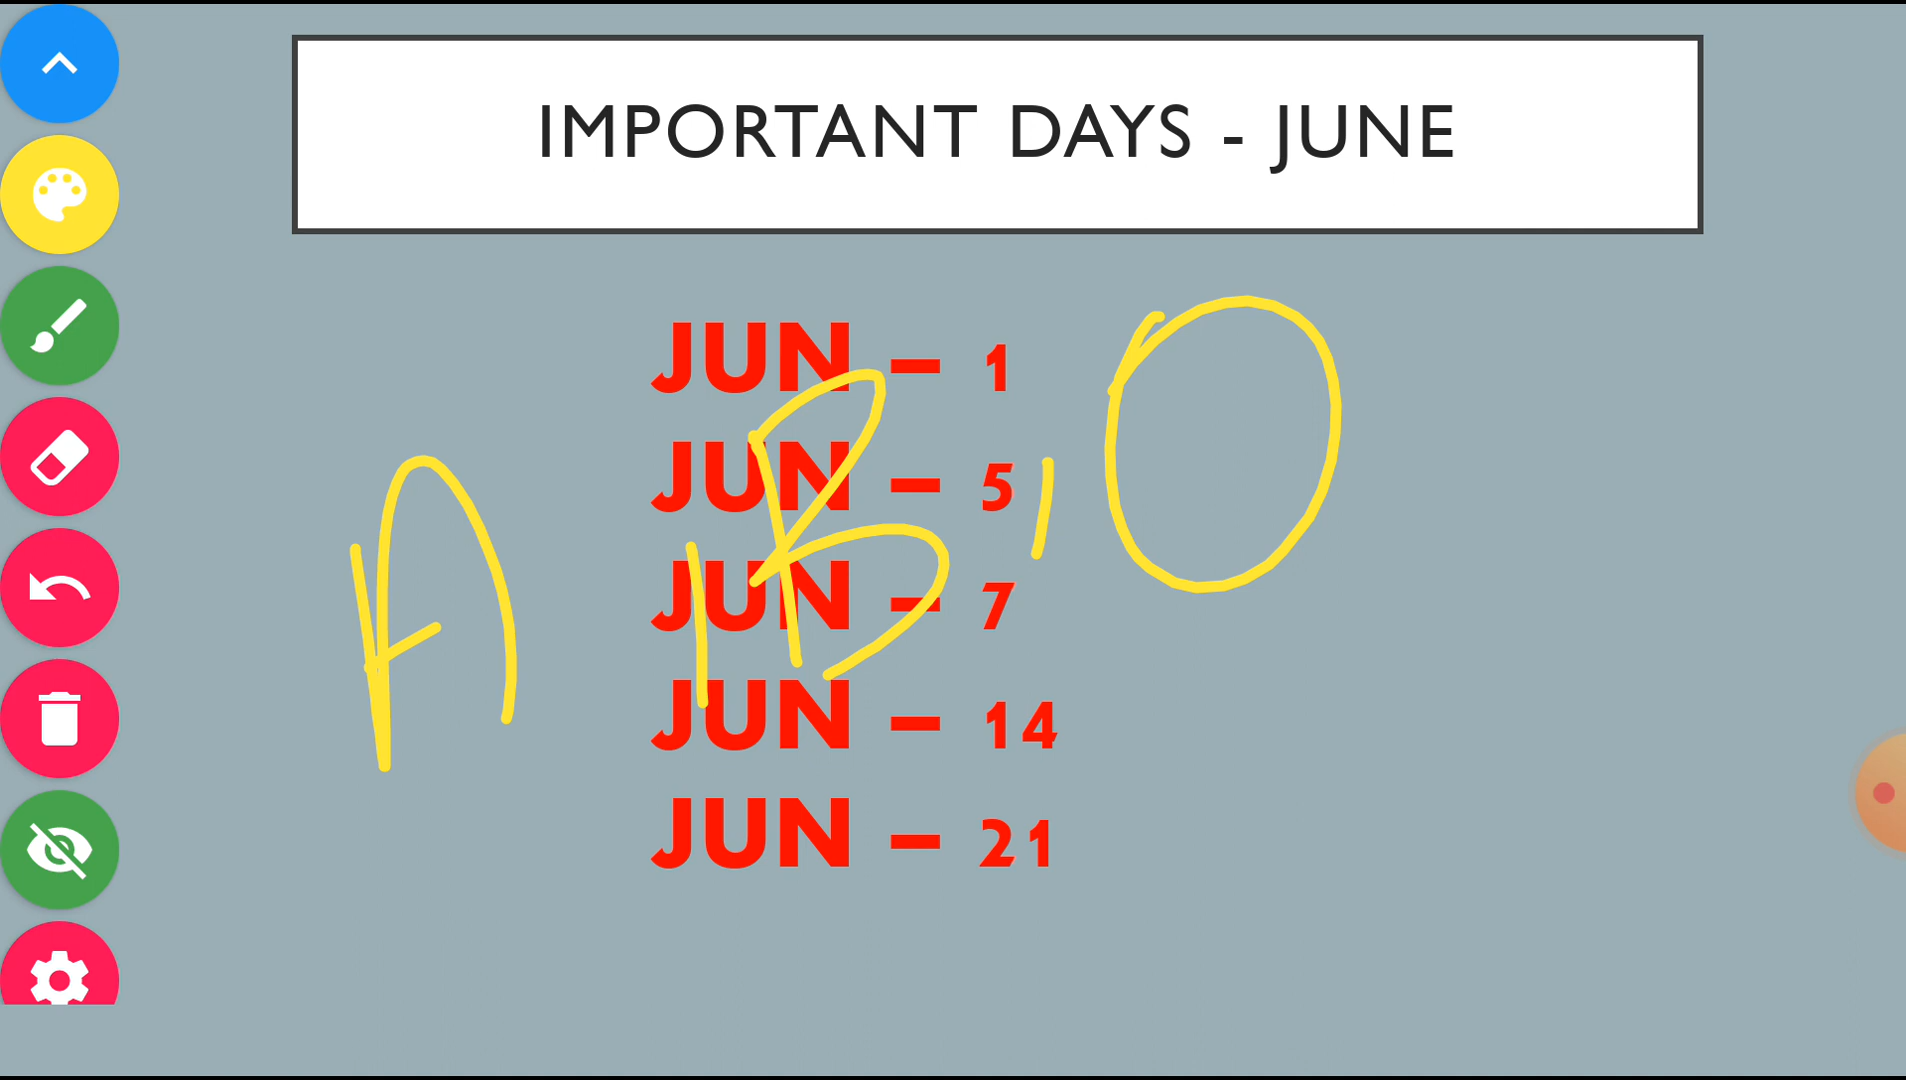 IMPORTANT DAYS - JUNE
JUN – 1
JUN – 5
JUN – 7
JUN – 14
JUN – 21
A, B, O